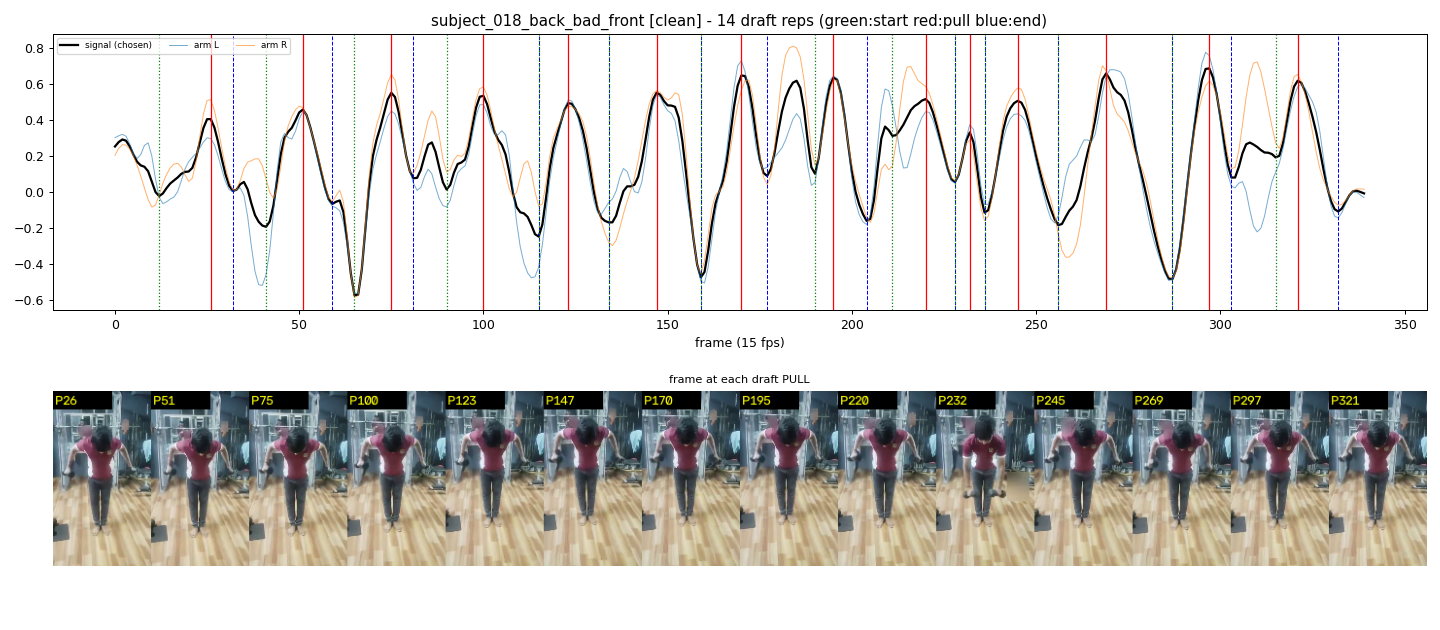 subject_018_back_bad_front [clean] - 14 draft reps (green:start red:pull blue:end)
signal (chosen) arm L arm R
0.8
0.6
0.4
0.2
0.0
−0.2
−0.4
−0.6
0 50 100 150 200 250 300 350
frame (15 fps)
frame at each draft PULL
P26 P51 P75 P100 P123 P147 P170 P195 P220 P232 P245 P269 P297 P321